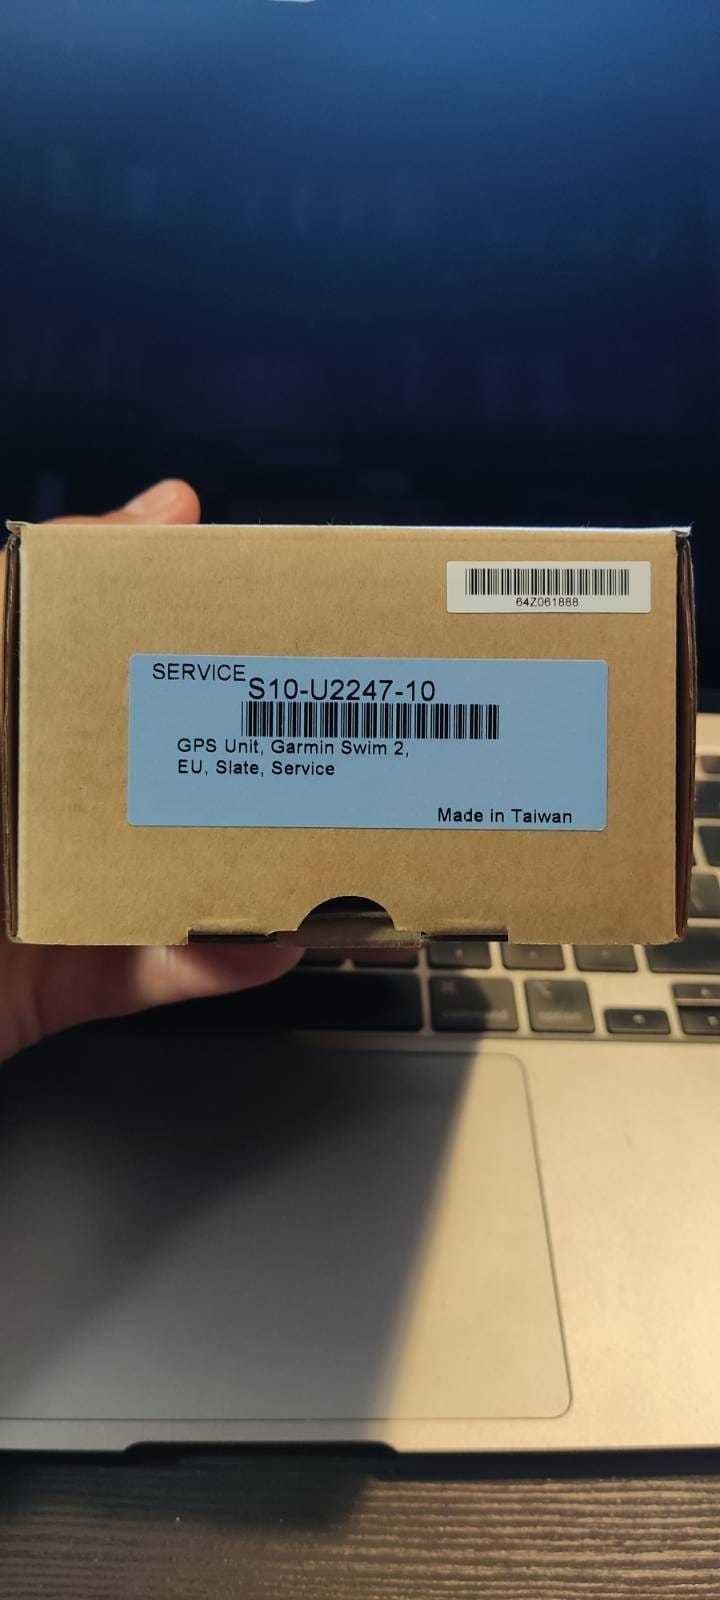 64Z061888
SERVICE
S10-U2247-10
GPS Unit, Garmin Swim 2,
EU, Slate, Service
Made in Taiwan